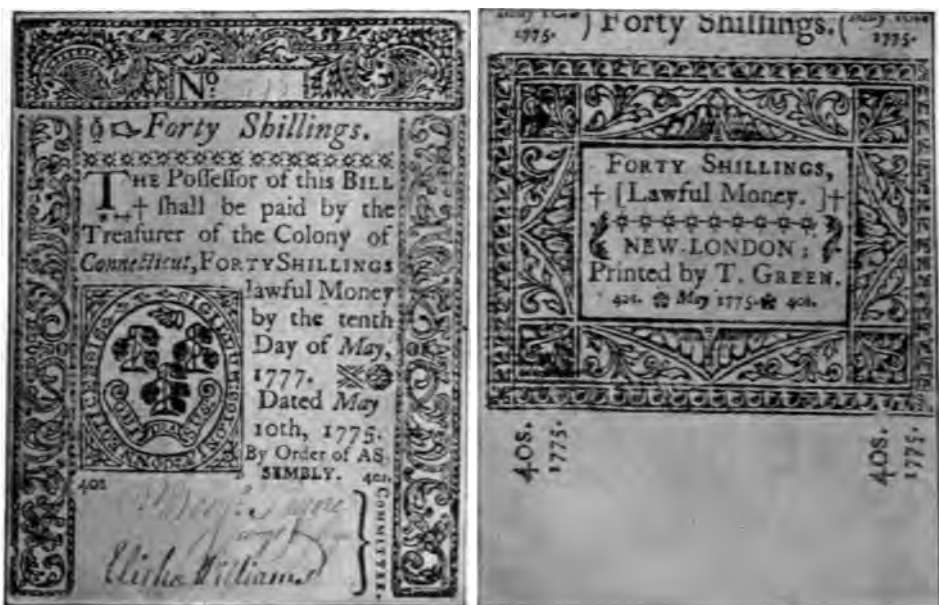 No.
Forty Shillings.
THE Poſſeſſor of this BILL
ſhall be paid by the
Treaſurer of the Colony of
Connecticut, FORTY SHILLINGS
lawful Money
by the tenth
Day of May,
1777.
Dated May
10th, 1775.
By Order of AS
SEMBLY.
40s 40s.
Elisha Williams
COMMITTEE.
1775. ) Forty Shillings. ( 1775.
FORTY SHILLINGS,
† [Lawful Money. ]†
NEW-LONDON:
Printed by T. GREEN.
40s. May 1775. 40s.
40s.
1775.
40s.
1775.